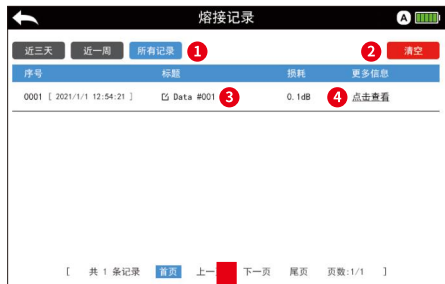 熔接记录 A
近三天 近一周 所有记录 1 2 清空
序号 标题 损耗 更多信息
0001 [ 2021/1/1 12:54:21 ] Data #001 3 0.1dB 4 点击查看
[ 共 1 条记录 首页 上一 下一页 尾页 页数:1/1 ]